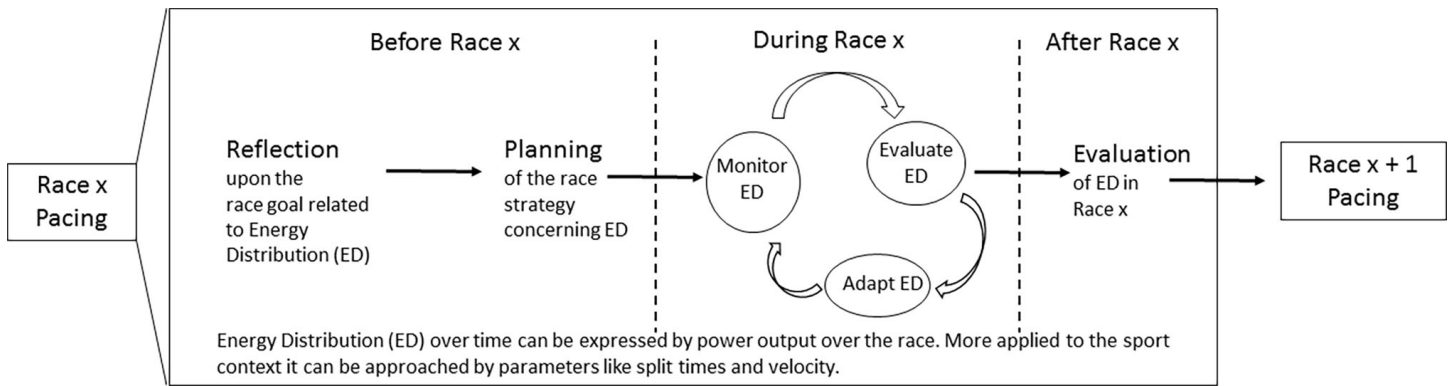 Race x
Pacing
Before Race x
Reflection
upon the
race goal related
to Energy
Distribution (ED)
Planning
of the race
strategy
concerning ED
During Race x
Monitor
ED
Evaluate
ED
Adapt ED
After Race x
Evaluation
of ED in
Race x
Race x + 1
Pacing
Energy Distribution (ED) over time can be expressed by power output over the race. More applied to the sport
context it can be approached by parameters like split times and velocity.